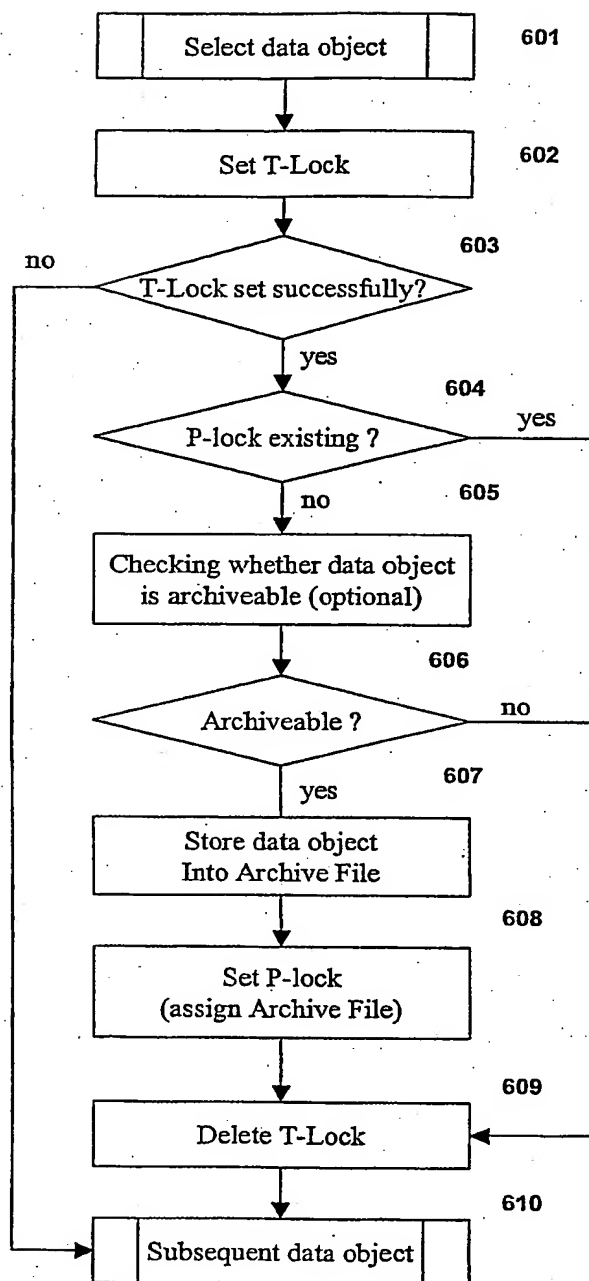 Select data object
601
Set T-Lock
602
603
no
T-Lock set successfully?
yes
604
P-lock existing ?
yes
no
605
Checking whether data object
is archiveable (optional)
606
Archiveable ?
no
yes
607
Store data object
Into Archive File
608
Set P-lock
(assign Archive File)
609
Delete T-Lock
610
Subsequent data object